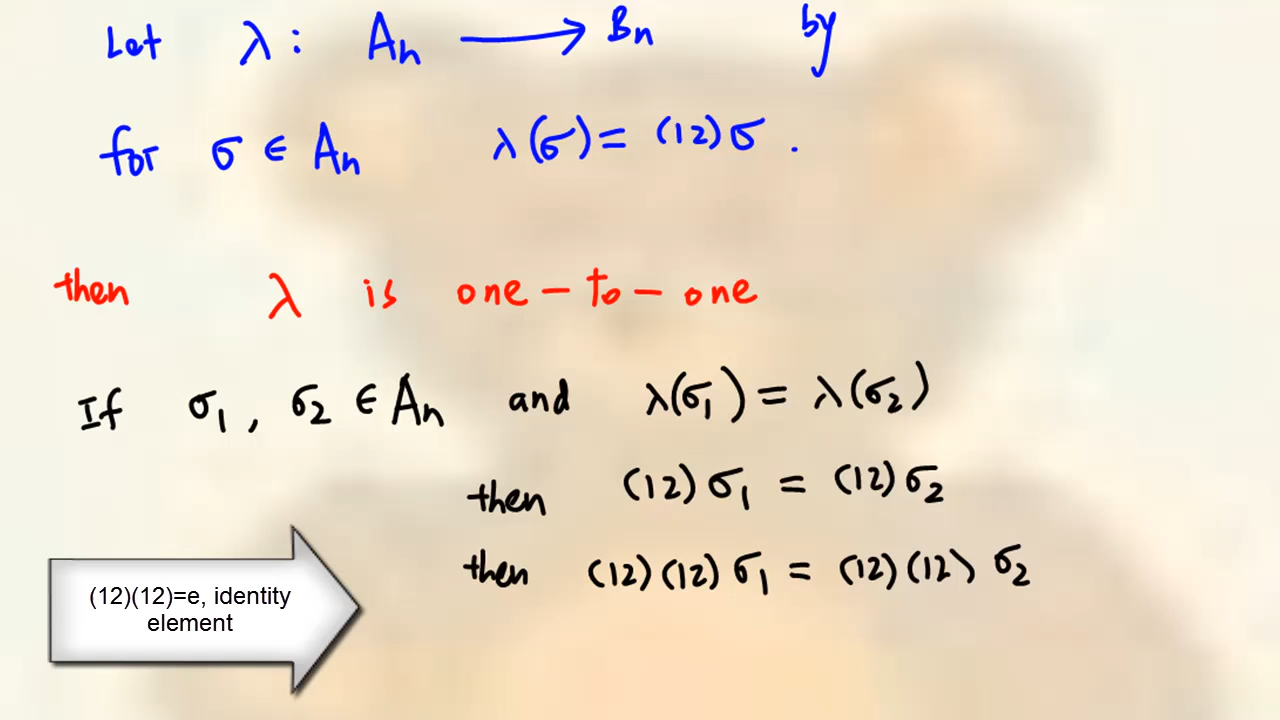 Let λ: An ⟶ Bn by
for σ ∈ An λ(σ) = (12)σ.
then λ is one-to-one
If σ1, σ2 ∈ An and λ(σ1) = λ(σ2)
then (12)σ1 = (12)σ2
then (12)(12)σ1 = (12)(12)σ2
(12)(12)=e, identity
element